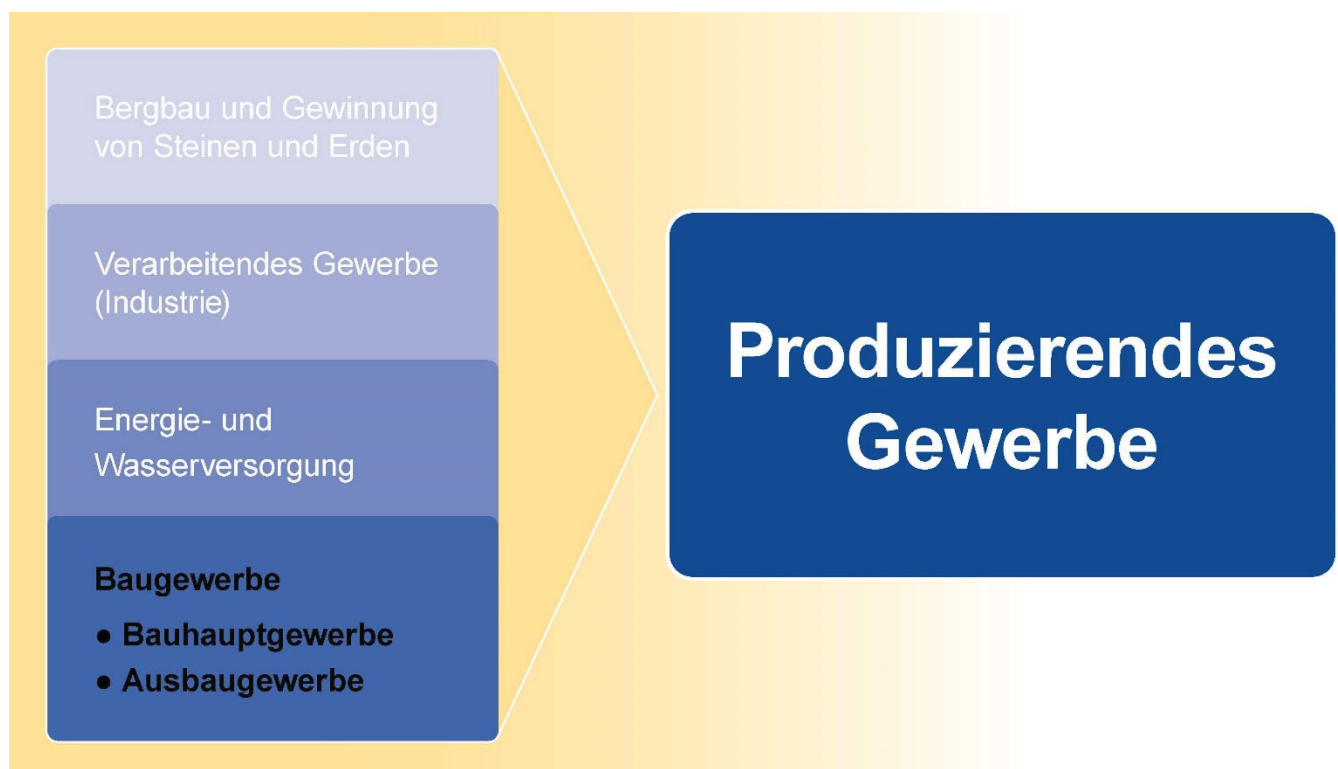 Bergbau und Gewinnung
von Steinen und Erden
Verarbeitendes Gewerbe
(Industrie)
Energie- und
Wasserversorgung
Baugewerbe
● Bauhauptgewerbe
● Ausbaugewerbe
Produzierendes
Gewerbe